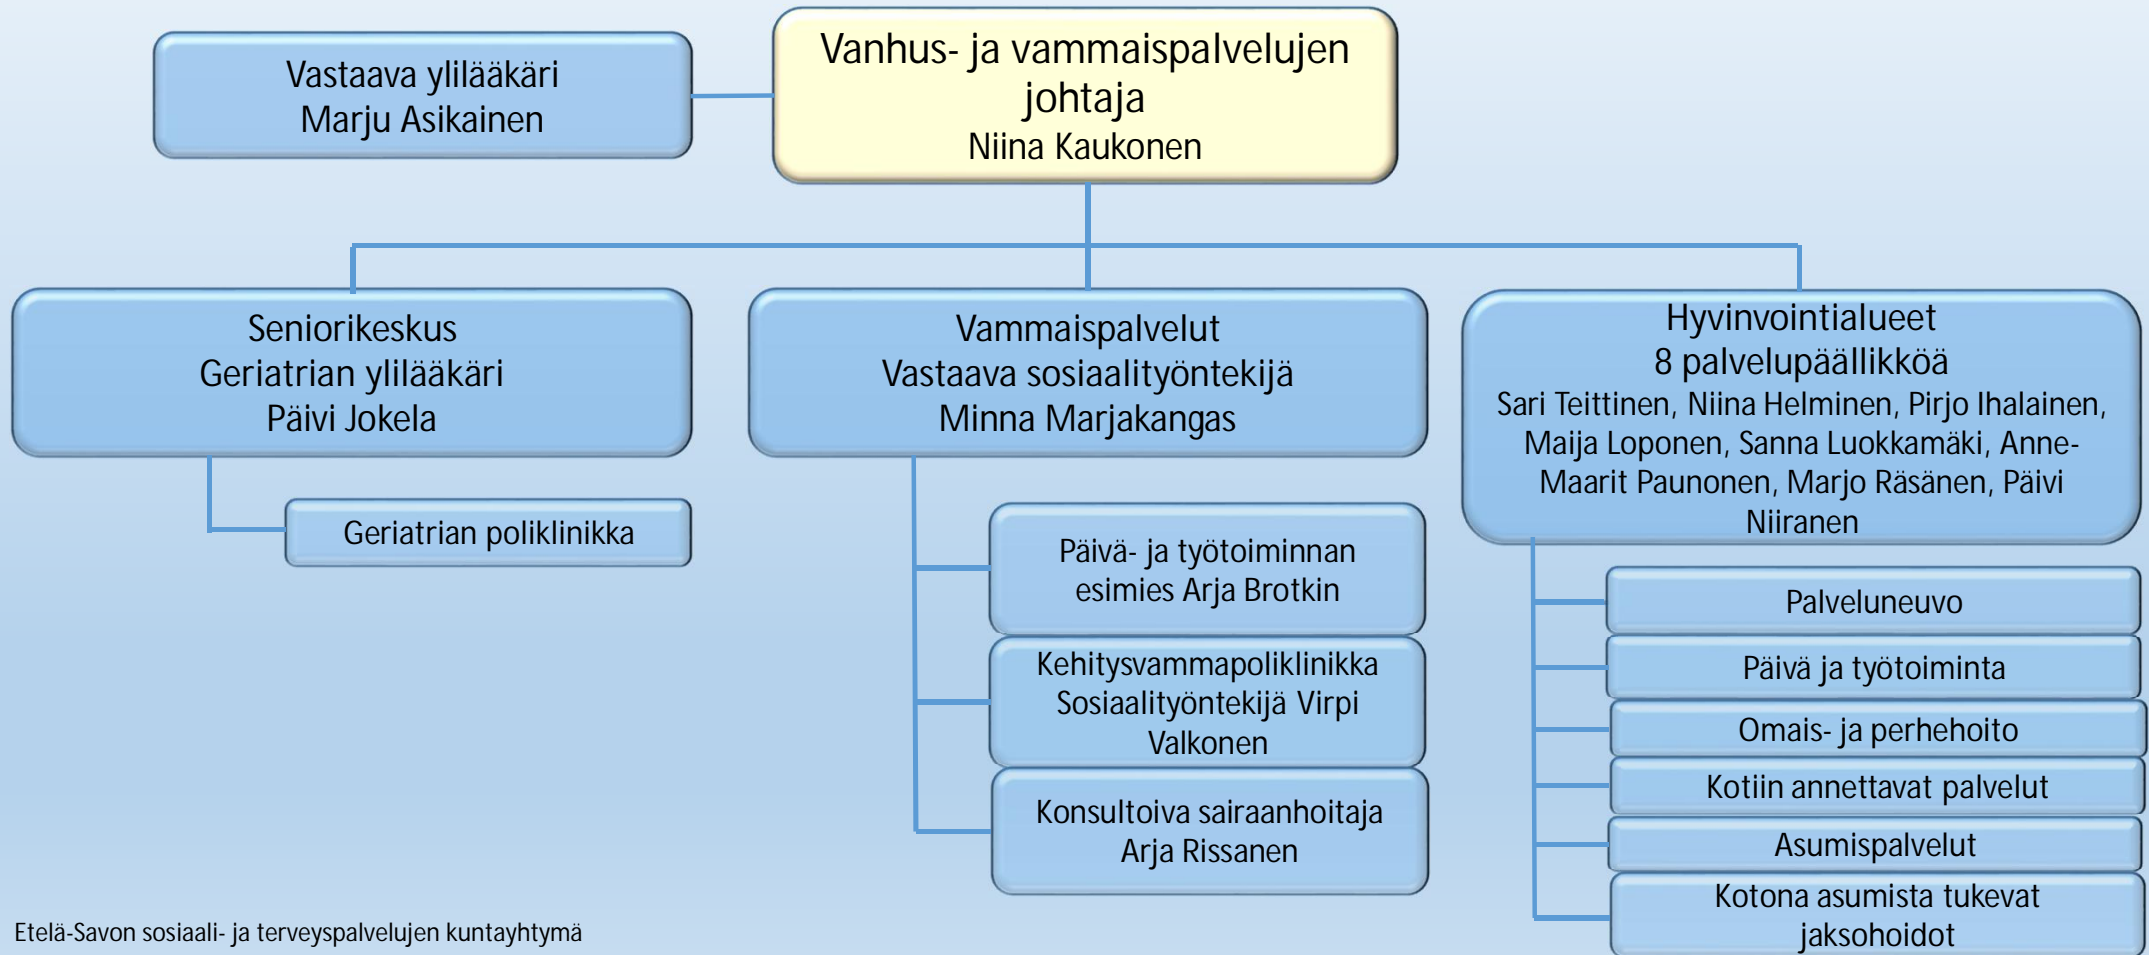 Vastaava ylilääkäri
Marju Asikainen
Vanhus- ja vammaispalvelujen
johtaja
Niina Kaukonen
Seniorikeskus
Geriatrian ylilääkäri
Päivi Jokela
Geriatrian poliklinikka
Vammaispalvelut
Vastaava sosiaalityöntekijä
Minna Marjakangas
Päivä- ja työtoiminnan
esimies Arja Brotkin
Kehitysvammapoliklinikka
Sosiaalityöntekijä Virpi
Valkonen
Konsultoiva sairaanhoitaja
Arja Rissanen
Hyvinvointialueet
8 palvelupäällikköä
Sari Teittinen, Niina Helminen, Pirjo Ihalainen,
Maija Loponen, Sanna Luokkamäki, Anne-
Maarit Paunonen, Marjo Räsänen, Päivi
Niiranen
Palveluneuvo
Päivä ja työtoiminta
Omais- ja perhehoito
Kotiin annettavat palvelut
Asumispalvelut
Kotona asumista tukevat
jaksohoidot
Etelä-Savon sosiaali- ja terveyspalvelujen kuntayhtymä